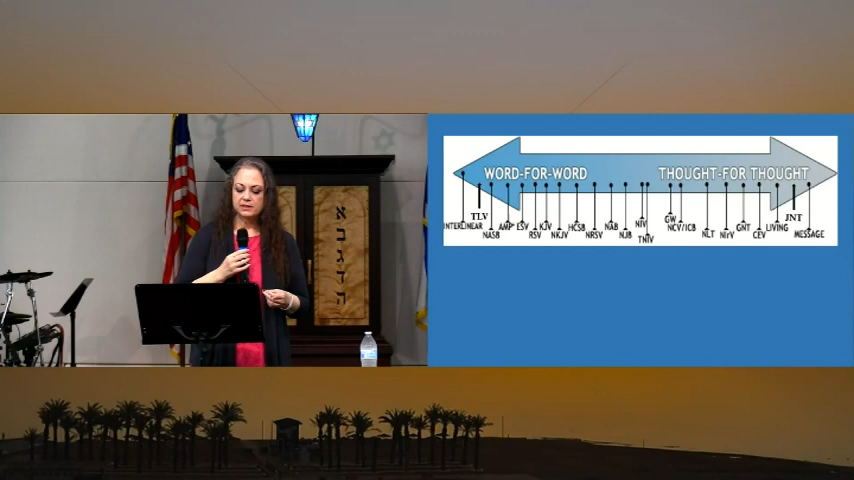 א
ב
ג
ד
ה
WORD-FOR-WORD THOUGHT-FOR THOUGHT
INTERLINEAR TLV NASB AMP ESV RSV KJV NKJV HCSB NRSV NAB NJB NIV TNIV GW NCV/ICB NLT NIrV GNT CEV LIVING JNT MESSAGE